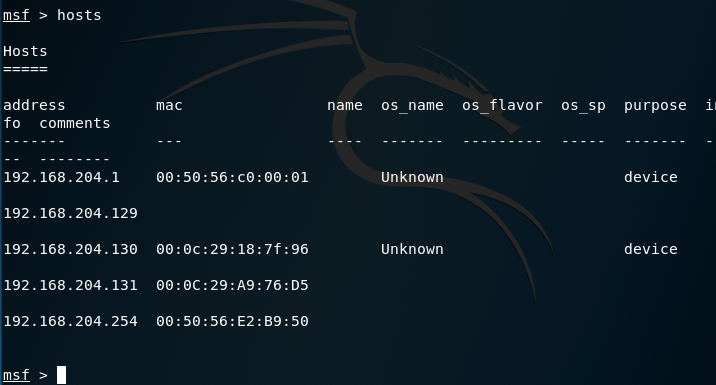 msf > hosts
Hosts
=====
address mac name os_name os_flavor os_sp purpose in
fo comments
------- --- ---- ------- --------- ----- ------- -
-- --------
192.168.204.1 00:50:56:c0:00:01 Unknown device
192.168.204.129
192.168.204.130 00:0c:29:18:7f:96 Unknown device
192.168.204.131 00:0C:29:A9:76:D5
192.168.204.254 00:50:56:E2:B9:50
msf >